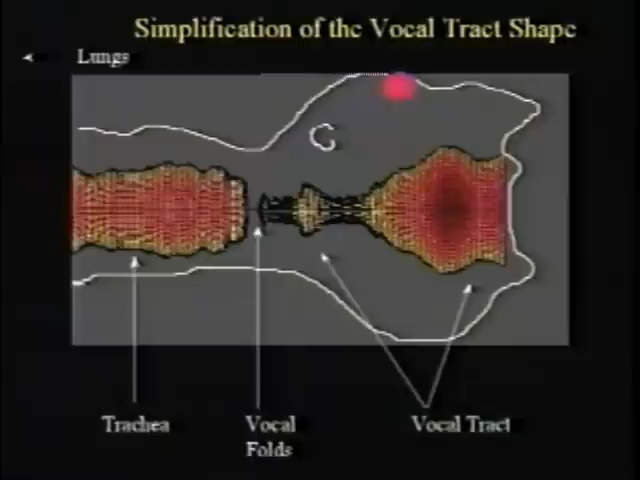 Simplification of the Vocal Tract Shape
Lungs
Trachea
Vocal
Folds
Vocal Tract